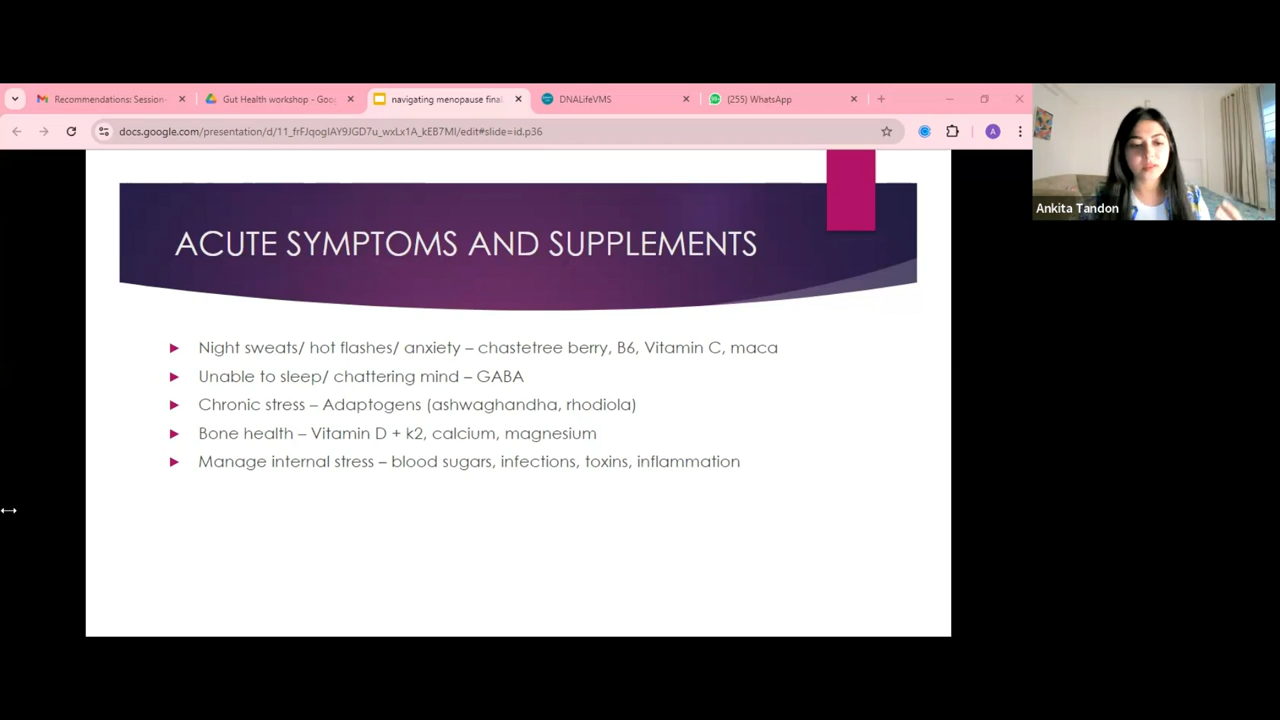 Recommendations: Session
Gut Health workshop - Goo
navigating menopause final
DNALifeVMS
(255) WhatsApp
docs.google.com/presentation/d/11_frFJqogIAY9JGD7u_wxLx1A_kEB7MI/edit#slide=id.p36
A
Ankita Tandon
ACUTE SYMPTOMS AND SUPPLEMENTS
Night sweats/ hot flashes/ anxiety – chastetree berry, B6, Vitamin C, maca
Unable to sleep/ chattering mind – GABA
Chronic stress – Adaptogens (ashwaghandha, rhodiola)
Bone health – Vitamin D + k2, calcium, magnesium
Manage internal stress – blood sugars, infections, toxins, inflammation